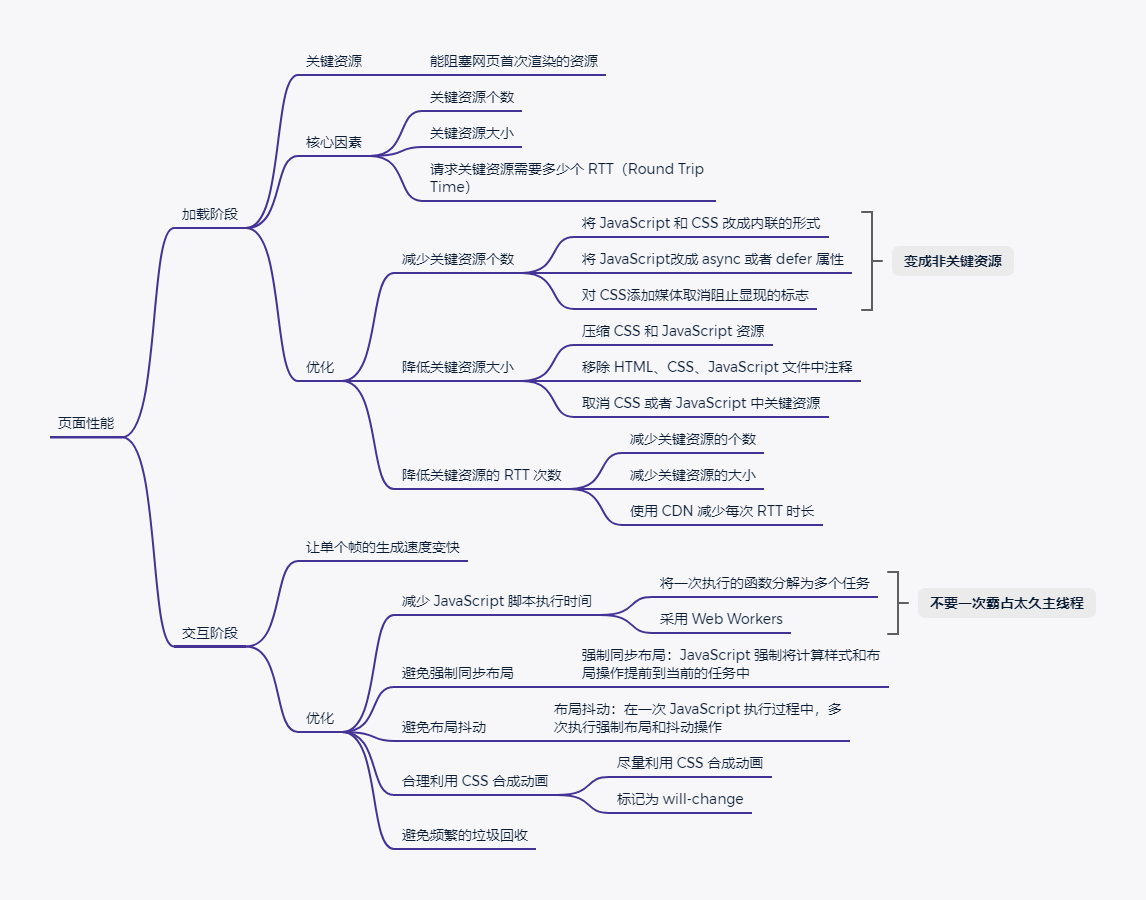 关键资源
能阻塞网页首次渲染的资源
关键资源个数
核心因素
关键资源大小
请求关键资源需要多少个 RTT（Round Trip
Time）
加载阶段
将 JavaScript 和 CSS 改成内联的形式
减少关键资源个数
将 JavaScript改成 async 或者 defer 属性
变成非关键资源
对 CSS添加媒体取消阻止显现的标志
压缩 CSS 和 JavaScript 资源
优化
降低关键资源大小
移除 HTML、CSS、JavaScript 文件中注释
取消 CSS 或者 JavaScript 中关键资源
页面性能
减少关键资源的个数
降低关键资源的 RTT 次数
减少关键资源的大小
使用 CDN 减少每次 RTT 时长
让单个帧的生成速度变快
交互阶段
将一次执行的函数分解为多个任务
减少 JavaScript 脚本执行时间
不要一次霸占太久主线程
采用 Web Workers
避免强制同步布局
强制同步布局：JavaScript 强制将计算样式和布
局操作提前到当前的任务中
优化
避免布局抖动
布局抖动：在一次 JavaScript 执行过程中，多
次执行强制布局和抖动操作
尽量利用 CSS 合成动画
合理利用 CSS 合成动画
标记为 will-change
避免频繁的垃圾回收